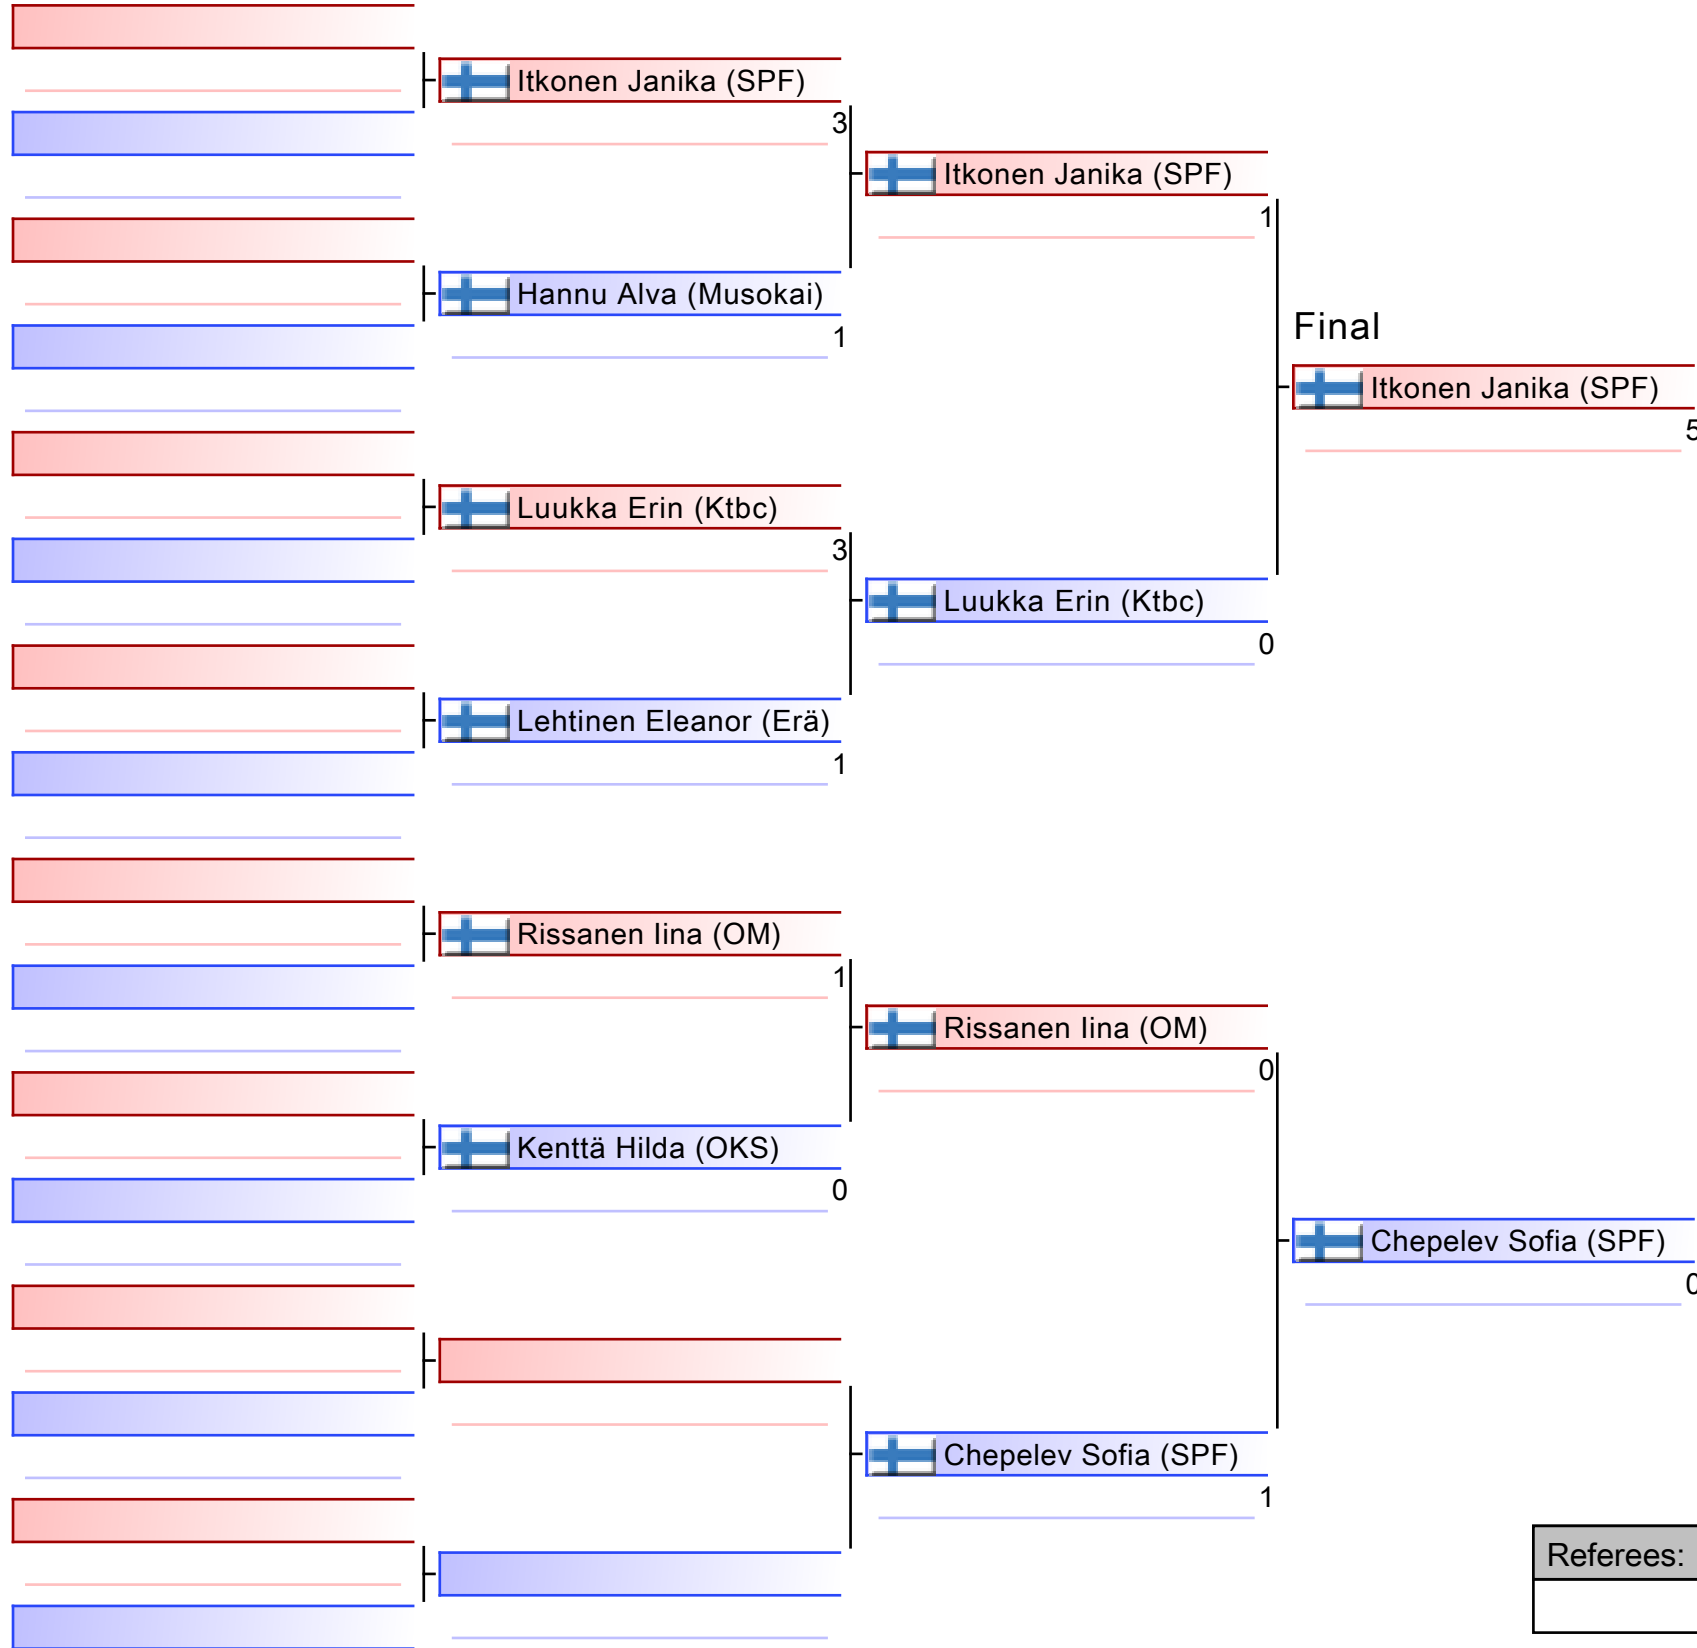 Itkonen Janika (SPF)
3
Itkonen Janika (SPF)
1
Hannu Alva (Musokai)
1
Final
Itkonen Janika (SPF)
5
Luukka Erin (Ktbc)
3
Luukka Erin (Ktbc)
0
Lehtinen Eleanor (Erä)
1
Rissanen Iina (OM)
1
Rissanen Iina (OM)
0
Kenttä Hilda (OKS)
0
Chepelev Sofia (SPF)
0
Chepelev Sofia (SPF)
1
Referees: